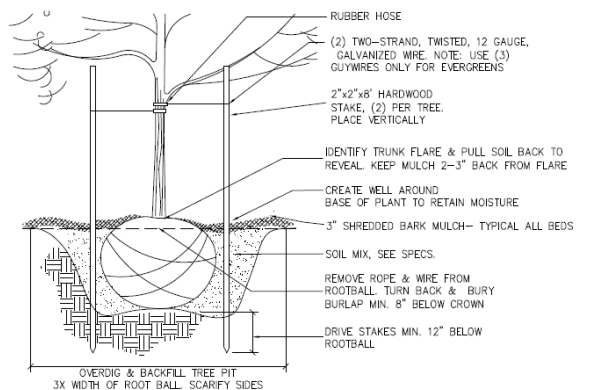 RUBBER HOSE
(2) TWO-STRAND, TWISTED, 12 GAUGE,
GALVANIZED WIRE. NOTE: USE (3)
GUYWIRES ONLY FOR EVERGREENS
2"x2"x8' HARDWOOD
STAKE, (2) PER TREE.
PLACE VERTICALLY
IDENTIFY TRUNK FLARE & PULL SOIL BACK TO
REVEAL. KEEP MULCH 2-3" BACK FROM FLARE
CREATE WELL AROUND
BASE OF PLANT TO RETAIN MOISTURE
3" SHREDDED BARK MULCH- TYPICAL ALL BEDS
SOIL MIX, SEE SPECS.
REMOVE ROPE & WIRE FROM
ROOTBALL. TURN BACK & BURY
BURLAP MIN. 8" BELOW CROWN
DRIVE STAKES MIN. 12" BELOW
ROOTBALL
OVERDIG & BACKFILL TREE PIT
3X WIDTH OF ROOT BALL. SCARIFY SIDES